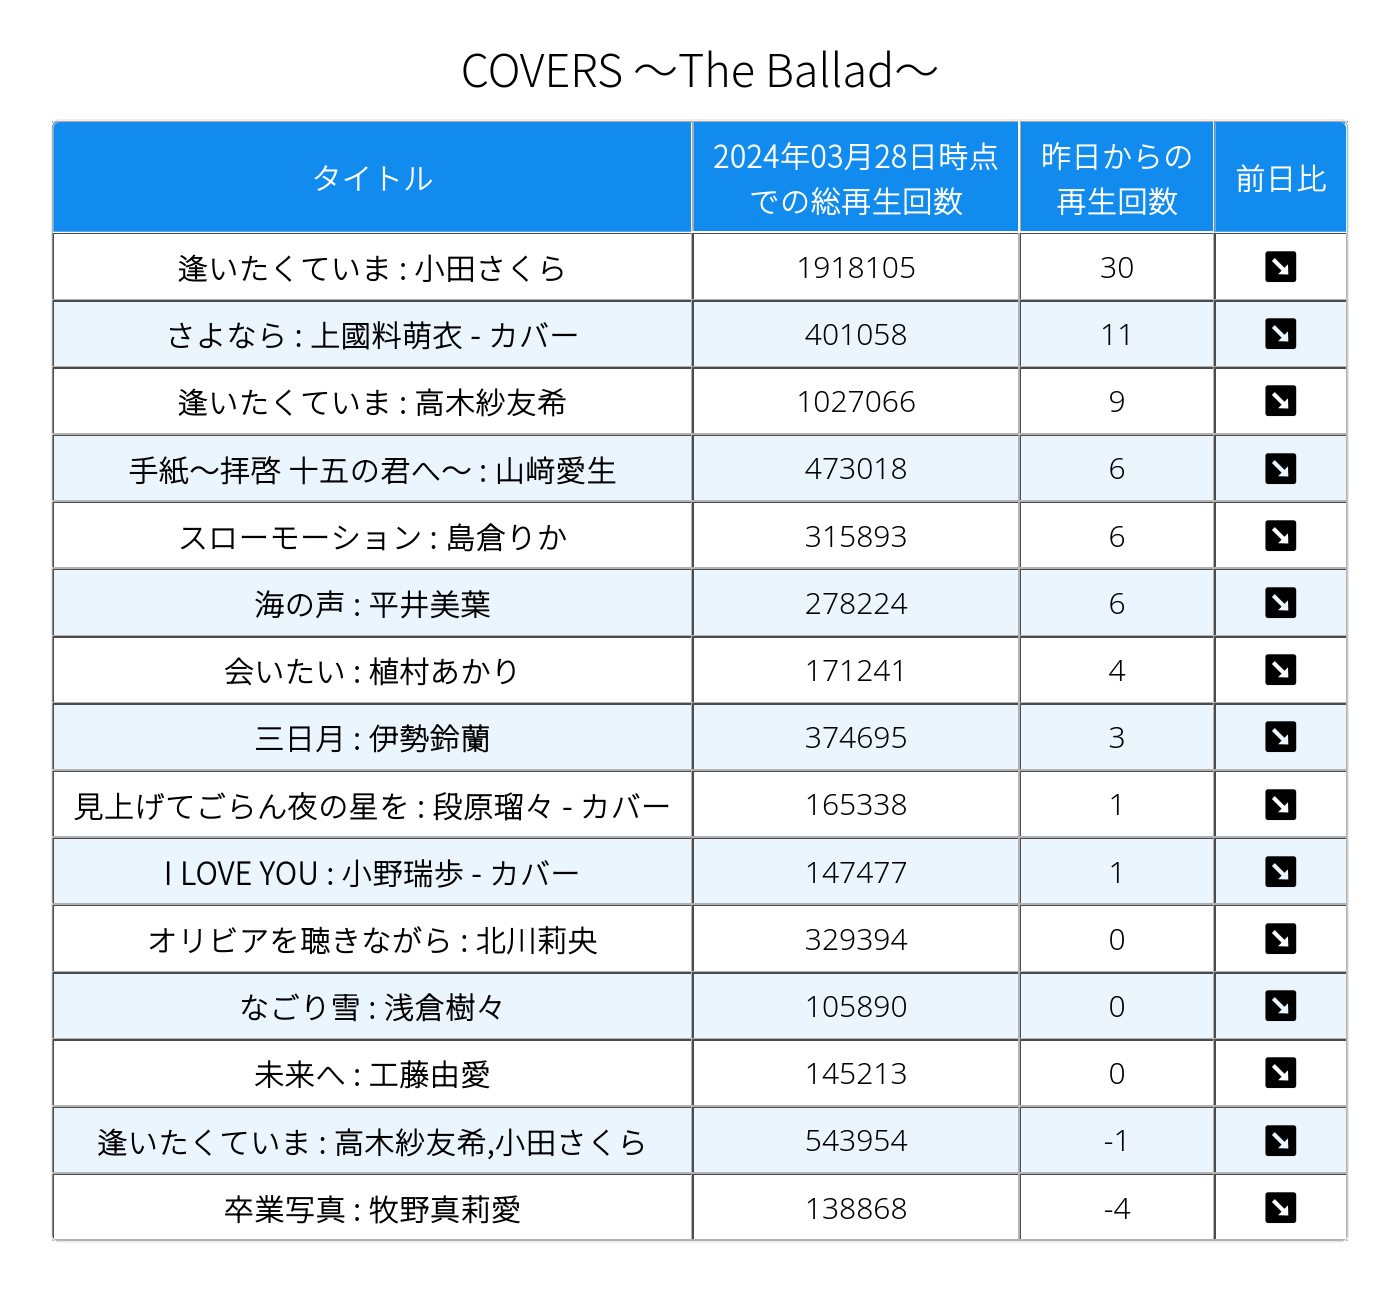 COVERS ～The Ballad～
タイトル 2024年03月28日時点での総再生回数 昨日からの再生回数 前日比
逢いたくていま : 小田さくら 1918105 30 ↘
さよなら : 上國料萌衣 - カバー 401058 11 ↘
逢いたくていま : 高木紗友希 1027066 9 ↘
手紙～拝啓 十五の君へ～ : 山﨑愛生 473018 6 ↘
スローモーション : 島倉りか 315893 6 ↘
海の声 : 平井美葉 278224 6 ↘
会いたい : 植村あかり 171241 4 ↘
三日月 : 伊勢鈴蘭 374695 3 ↘
見上げてごらん夜の星を : 段原瑠々 - カバー 165338 1 ↘
I LOVE YOU : 小野瑞歩 - カバー 147477 1 ↘
オリビアを聴きながら : 北川莉央 329394 0 ↘
なごり雪 : 浅倉樹々 105890 0 ↘
未来へ : 工藤由愛 145213 0 ↘
逢いたくていま : 高木紗友希,小田さくら 543954 -1 ↘
卒業写真 : 牧野真莉愛 138868 -4 ↘